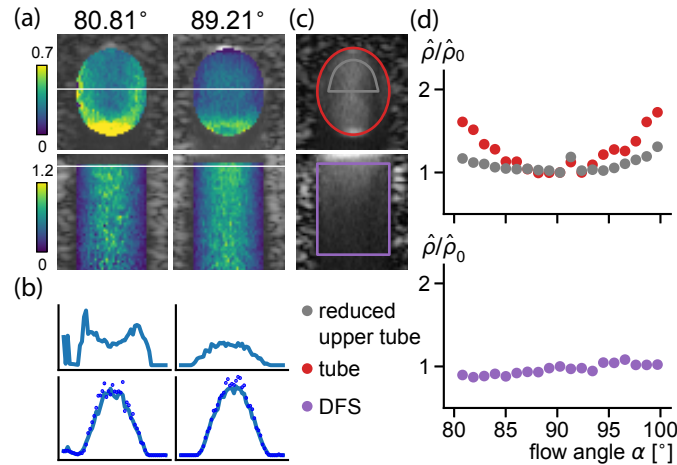 (a) 80.81° 89.21° (c) (d)
0.7
0
1.2
0
(b)
reduced
upper tube
tube
DFS
ρ̂/ρ̂₀
2
1
ρ̂/ρ̂₀
2
1
80 85 90 95 100
flow angle α [°]